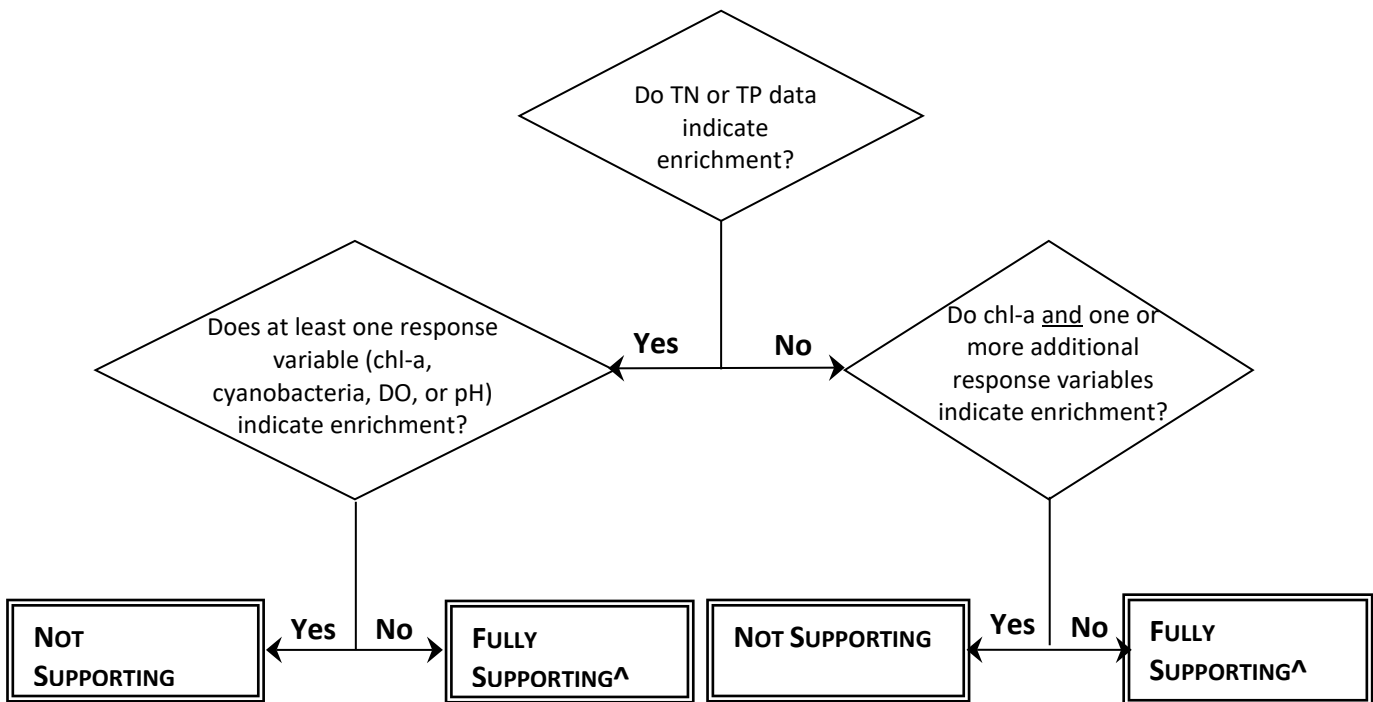 Do TN or TP data
indicate
enrichment?
Does at least one response
variable (chl-a,
cyanobacteria, DO, or pH)
indicate enrichment?
Yes
No
Do chl-a and one or
more additional
response variables
indicate enrichment?
NOT
SUPPORTING
Yes
No
FULLY
SUPPORTING^
NOT SUPPORTING
Yes
No
FULLY
SUPPORTING^